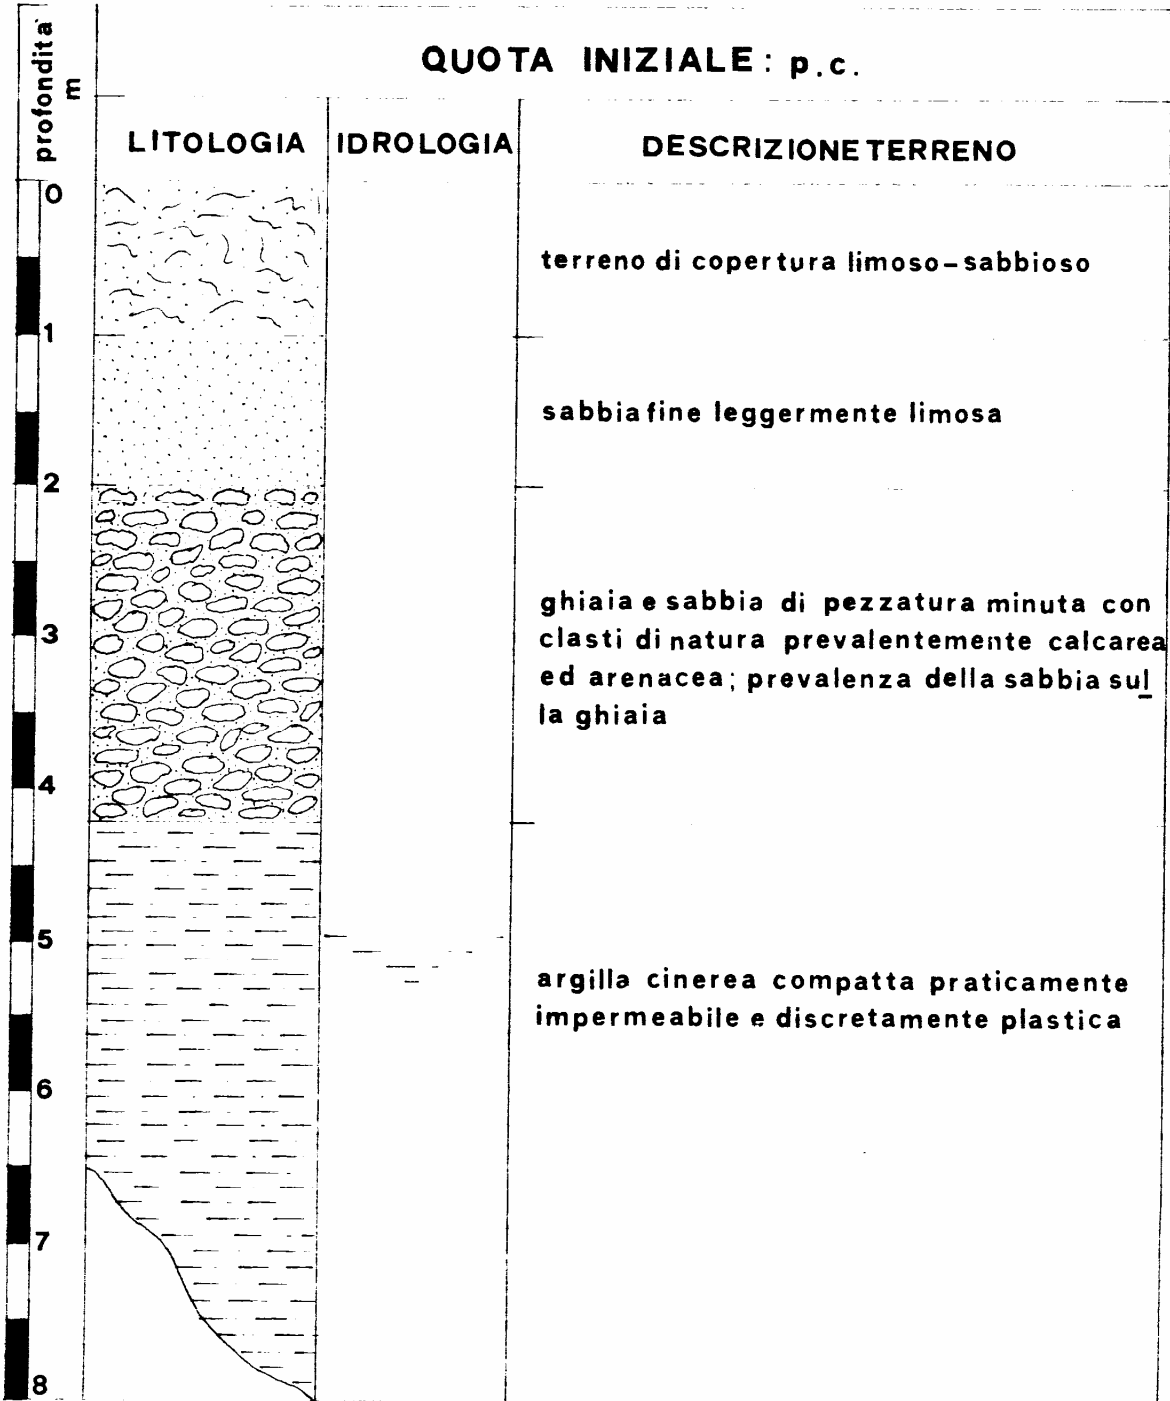 profondità
m
QUOTA INIZIALE: p.c.
LITOLOGIA
IDROLOGIA
DESCRIZIONE TERRENO
0
terreno di copertura limoso-sabbioso
1
sabbia fine leggermente limosa
2
ghiaia e sabbia di pezzatura minuta con
3
clasti di natura prevalentemente calcarea
ed arenacea; prevalenza della sabbia sul
la ghiaia
4
5
argilla cinerea compatta praticamente
impermeabile e discretamente plastica
6
7
8